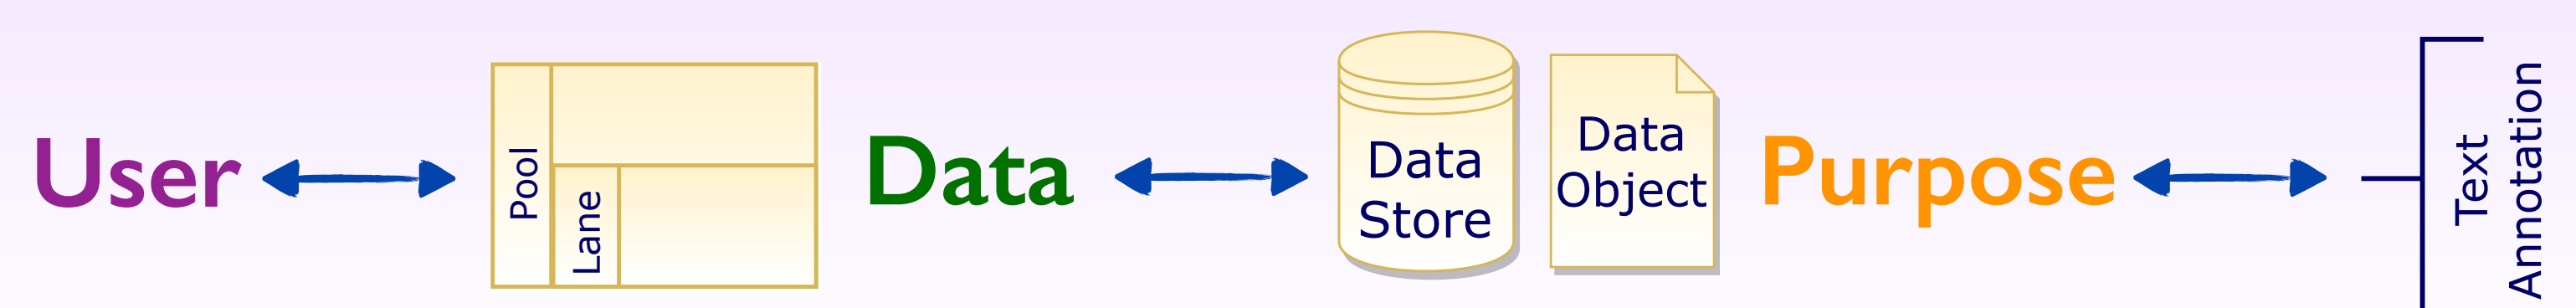 User
Pool
Lane
Data
Data
Store
Data
Object
Purpose
Text
Annotation